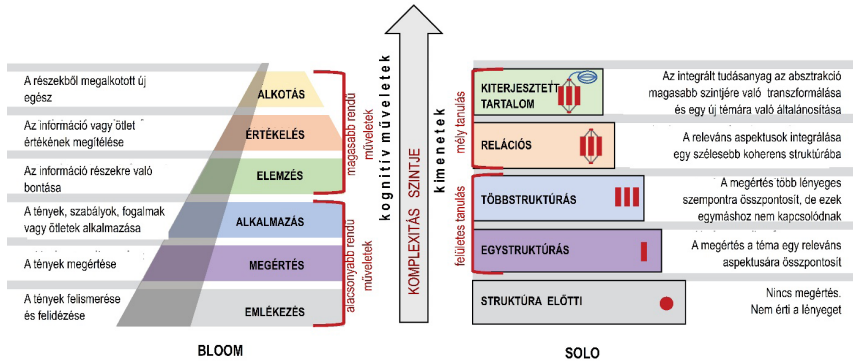 A részekből megalkotott új
egész
ALKOTÁS
Az információ vagy ötlet
értékének megítélése
ÉRTÉKELÉS
Az információ részekre való
bontása
ELEMZÉS
A tények, szabályok, fogalmak
vagy ötletek alkalmazása
ALKALMAZÁS
A tények megértése
MEGÉRTÉS
A tények felismerése
és felidézése
EMLÉKEZÉS
magasabb rendű
műveletek
alacsonyabb rendű
műveletek
BLOOM
kognitív műveletek
KOMPLEXITÁS SZINTJE
kimenetek
mély tanulás
felületes tanulás
KITERJESZTETT
TARTALOM
Az integrált tudásanyag az absztrakció
magasabb szintjére való transzformálása
és egy új témára való általánosítása
RELÁCIÓS
A releváns aspektusok integrálása
egy szélesebb koherens struktúrába
TÖBBSTRUKTÚRÁS
A megértés több lényeges
szempontra összpontosít, de ezek
egymáshoz nem kapcsolódnak
EGYSTRUKTÚRÁS
A megértés a téma egy releváns
aspektusára összpontosít
STRUKTÚRA ELŐTTI
Nincs megértés.
Nem érti a lényeget
SOLO